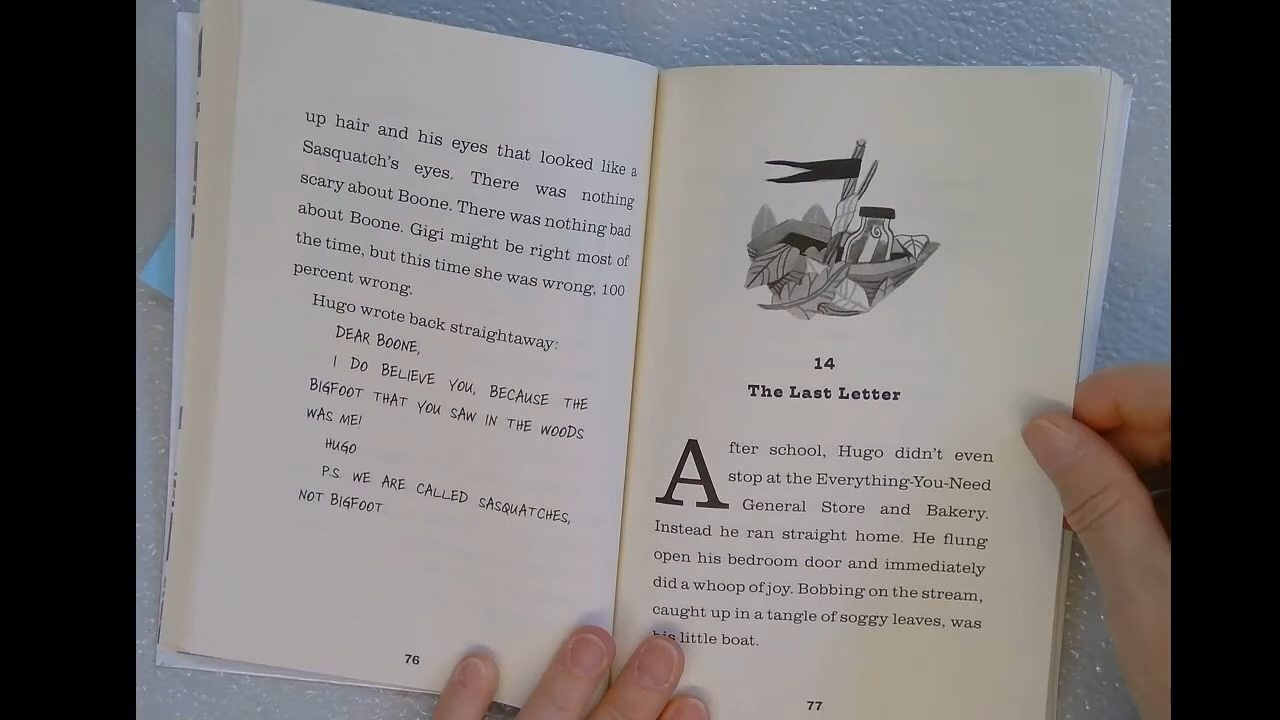 up hair and his eyes that looked like a
Sasquatch's eyes. There was nothing
scary about Boone. There was nothing bad
about Boone. Gigi might be right most of
the time, but this time she was wrong, 100
percent wrong.
Hugo wrote back straightaway:
DEAR BOONE,
I DO BELIEVE YOU, BECAUSE THE
BIGFOOT THAT YOU SAW IN THE WOODS
WAS ME!
HUGO
P.S. WE ARE CALLED SASQUATCHES,
NOT BIGFOOT.
76
14
The Last Letter
After school, Hugo didn't even
stop at the Everything-You-Need
General Store and Bakery.
Instead he ran straight home. He flung
open his bedroom door and immediately
did a whoop of joy. Bobbing on the stream,
caught up in a tangle of soggy leaves, was
his little boat.
77